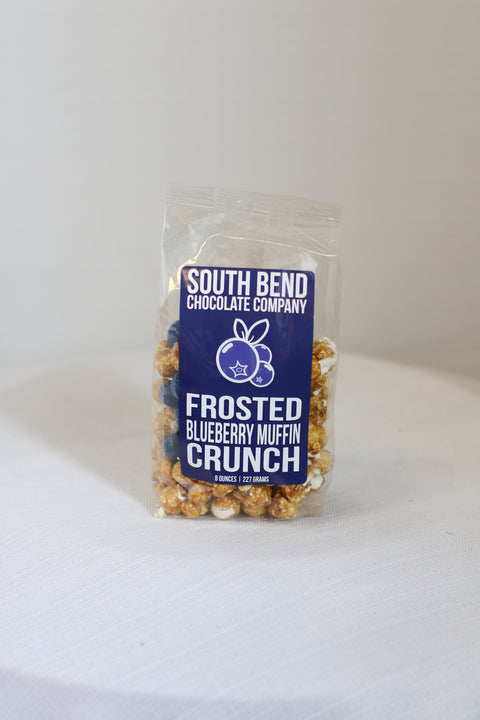 SOUTH BEND
CHOCOLATE COMPANY
FROSTED
BLUEBERRY MUFFIN
CRUNCH
8 OUNCES | 227 GRAMS